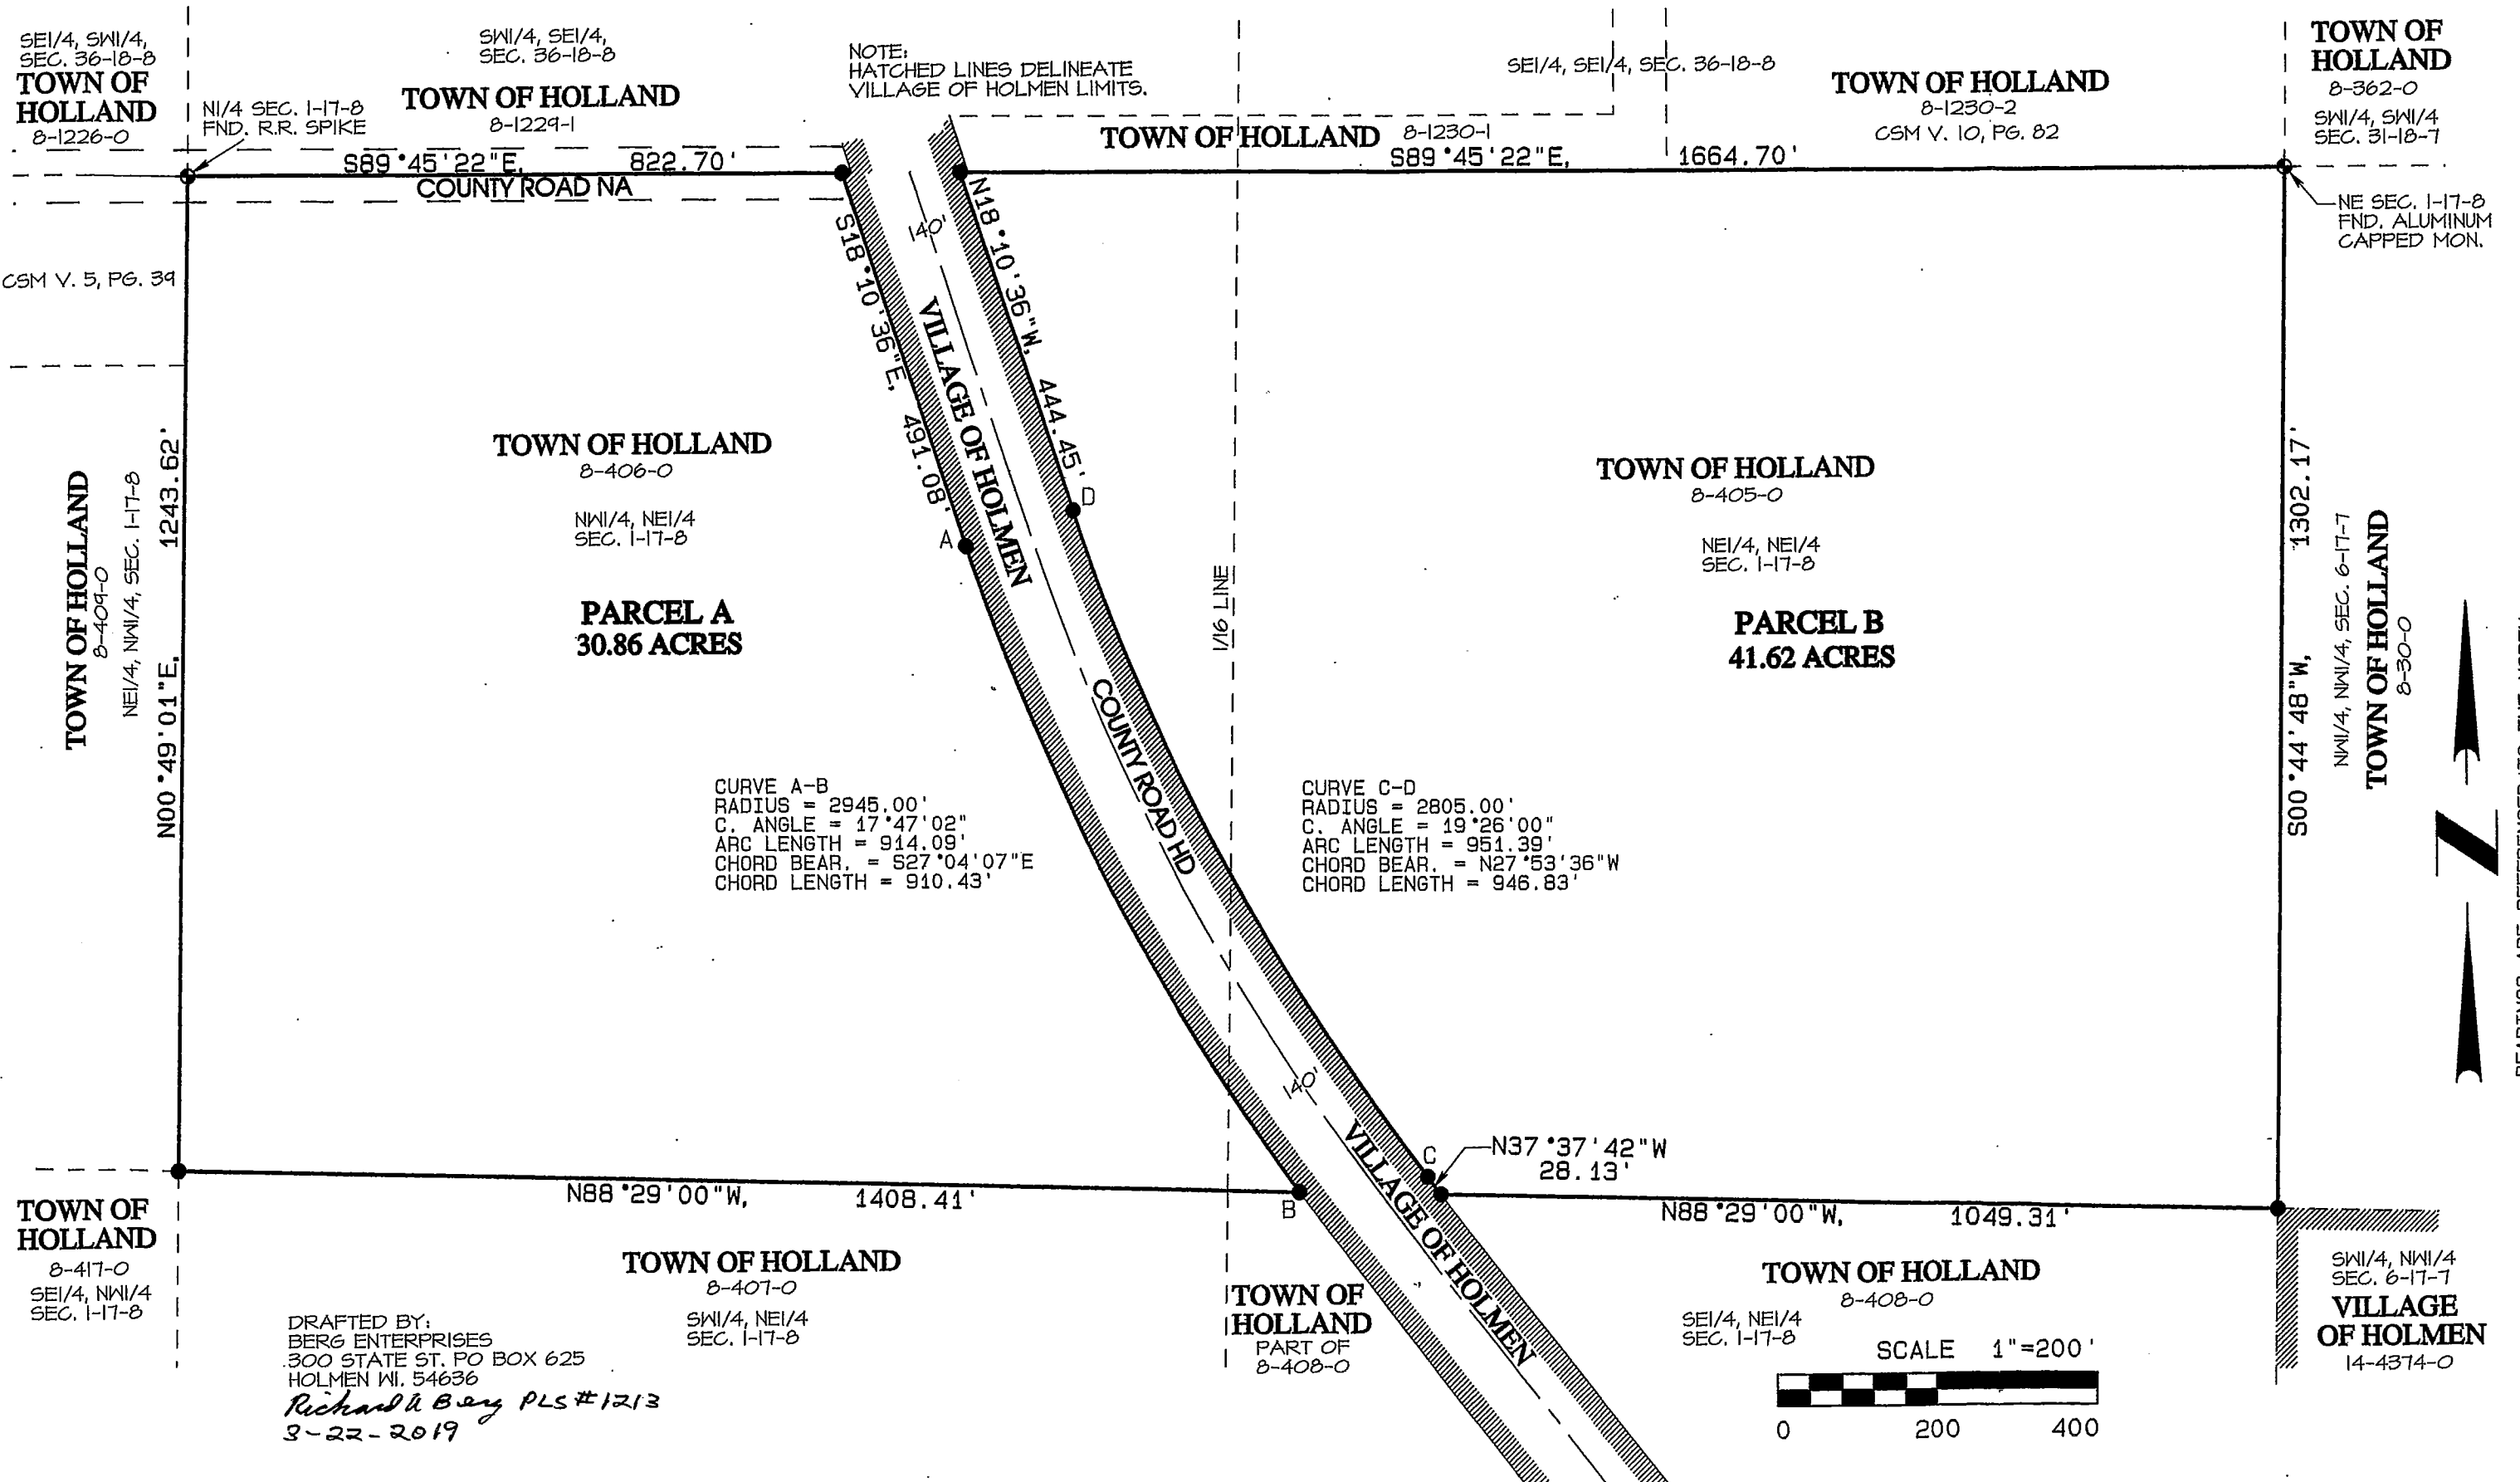 SE1/4, SW1/4,
SEC. 36-18-8
TOWN OF
HOLLAND
8-1226-0
N1/4 SEC. 1-17-8
FND. R.R. SPIKE
SW1/4, SE1/4,
SEC. 36-18-8
TOWN OF HOLLAND
8-1229-1
NOTE:
HATCHED LINES DELINEATE
VILLAGE OF HOLMEN LIMITS.
SE1/4, SE1/4, SEC. 36-18-8
TOWN OF HOLLAND
8-1230-1
TOWN OF HOLLAND
8-1230-2
CSM V. 10, PG. 82
TOWN OF
HOLLAND
8-362-0
SW1/4, SW1/4
SEC. 31-18-7
S89°45'22"E, 822.70'
COUNTY ROAD NA
S89°45'22"E, 1664.70'
NE SEC. 1-17-8
FND. ALUMINUM
CAPPED MON.
CSM V. 5, PG. 39
S18°10'36"E, 491.08'
140'
N18°10'36"W, 444.45'
VILLAGE OF HOLMEN
TOWN OF HOLLAND
8-406-0
NW1/4, NE1/4
SEC. 1-17-8
A
D
PARCEL A
30.86 ACRES
TOWN OF HOLLAND
8-405-0
NE1/4, NE1/4
SEC. 1-17-8
PARCEL B
41.62 ACRES
TOWN OF HOLLAND
8-409-0
NE1/4, NW1/4, SEC. 1-17-8
N00°49'01"E, 1243.62'
1/16 LINE
COUNTY ROAD HD
S00°44'48"W, 1302.17'
NW1/4, NW1/4, SEC. 6-17-7
TOWN OF HOLLAND
8-30-0
N
BEARINGS ARE REFERENCED TO THE NORTH
CURVE A-B
RADIUS = 2945.00'
C. ANGLE = 17°47'02"
ARC LENGTH = 914.09'
CHORD BEAR. = S27°04'07"E
CHORD LENGTH = 910.43'
CURVE C-D
RADIUS = 2805.00'
C. ANGLE = 19°26'00"
ARC LENGTH = 951.39'
CHORD BEAR. = N27°53'36"W
CHORD LENGTH = 946.83'
140'
VILLAGE OF HOLMEN
C
N37°37'42"W
28.13'
N88°29'00"W, 1408.41'
B
N88°29'00"W, 1049.31'
TOWN OF
HOLLAND
8-417-0
SE1/4, NW1/4
SEC. 1-17-8
TOWN OF HOLLAND
8-407-0
SW1/4, NE1/4
SEC. 1-17-8
TOWN OF
HOLLAND
PART OF
8-408-0
TOWN OF HOLLAND
8-408-0
SE1/4, NE1/4
SEC. 1-17-8
SW1/4, NW1/4
SEC. 6-17-7
VILLAGE
OF HOLMEN
14-4374-0
DRAFTED BY:
BERG ENTERPRISES
300 STATE ST. PO BOX 625
HOLMEN WI. 54636
Richard A Berg PLS #1213
3-22-2019
SCALE 1"=200'
0 200 400